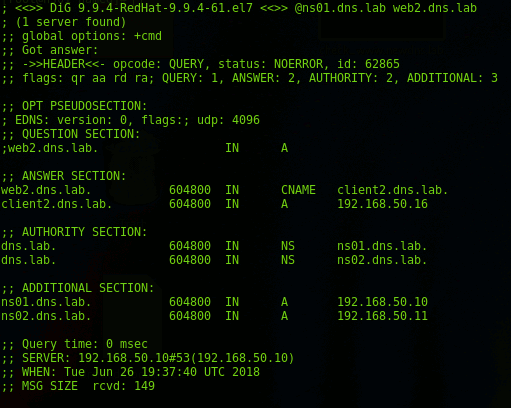 ; <<>> DiG 9.9.4-RedHat-9.9.4-61.el7 <<>> @ns01.dns.lab web2.dns.lab
; (1 server found)
;; global options: +cmd
;; Got answer:
;; ->>HEADER<<- opcode: QUERY, status: NOERROR, id: 62865
;; flags: qr aa rd ra; QUERY: 1, ANSWER: 2, AUTHORITY: 2, ADDITIONAL: 3
;; OPT PSEUDOSECTION:
; EDNS: version: 0, flags:; udp: 4096
;; QUESTION SECTION:
;web2.dns.lab. IN A
;; ANSWER SECTION:
web2.dns.lab. 604800 IN CNAME client2.dns.lab.
client2.dns.lab. 604800 IN A 192.168.50.16
;; AUTHORITY SECTION:
dns.lab. 604800 IN NS ns01.dns.lab.
dns.lab. 604800 IN NS ns02.dns.lab.
;; ADDITIONAL SECTION:
ns01.dns.lab. 604800 IN A 192.168.50.10
ns02.dns.lab. 604800 IN A 192.168.50.11
;; Query time: 0 msec
;; SERVER: 192.168.50.10#53(192.168.50.10)
;; WHEN: Tue Jun 26 19:37:40 UTC 2018
;; MSG SIZE rcvd: 149